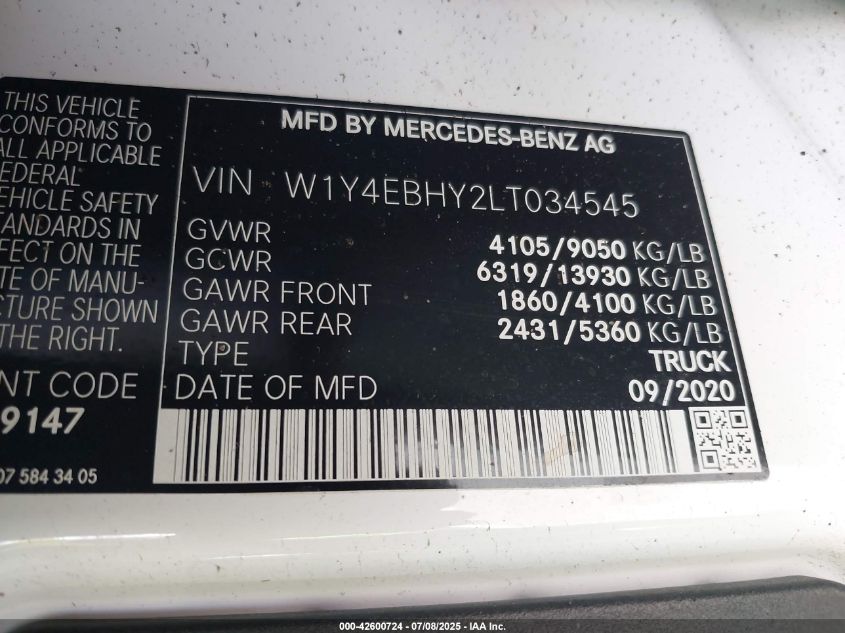 THIS VEHICLE
CONFORMS TO
ALL APPLICABLE
FEDERAL
VEHICLE SAFETY
STANDARDS IN
EFFECT ON THE
TE OF MANU-
CTURE SHOWN
THE RIGHT.
NT CODE
9147
07 584 34 05
MFD BY MERCEDES-BENZ AG
VIN W1Y4EBHY2LT034545
GVWR 4105/9050 KG/LB
GCWR 6319/13930 KG/LB
GAWR FRONT 1860/4100 KG/LB
GAWR REAR 2431/5360 KG/LB
TYPE TRUCK
DATE OF MFD 09/2020
000-42600724 / 07/08/2025 - IAA Inc.